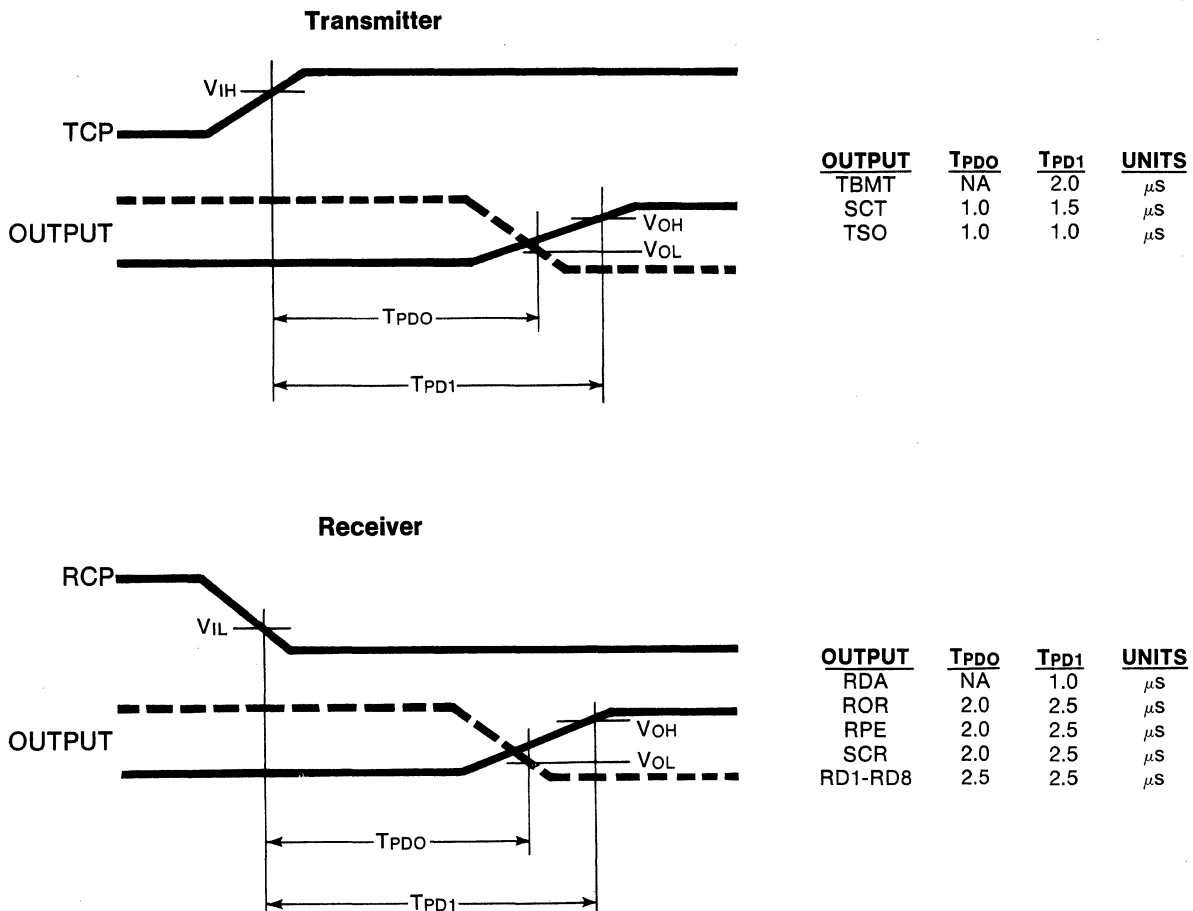 Transmitter
VIH
TCP
OUTPUT
VOH
VOL
TPDO
TPD1
OUTPUT TPDO TPD1 UNITS
TBMT NA 2.0 μs
SCT 1.0 1.5 μs
TSO 1.0 1.0 μs
Receiver
RCP
VIL
OUTPUT
VOH
VOL
TPDO
TPD1
OUTPUT TPDO TPD1 UNITS
RDA NA 1.0 μs
ROR 2.0 2.5 μs
RPE 2.0 2.5 μs
SCR 2.0 2.5 μs
RD1-RD8 2.5 2.5 μs